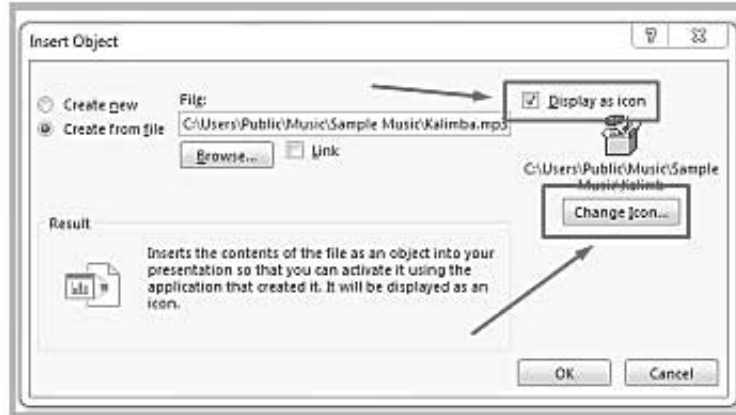 Insert Object
Create new
Create from file
File:
C:\Users\Public\Music\Sample Music\Kalimba.mp3
Browse...
Link
Display as icon
C:\Users\Public\Music\Sample
Music\Kalimb
Change Icon...
Result
Inserts the contents of the file as an object into your
presentation so that you can activate it using the
application that created it. It will be displayed as an
icon.
OK
Cancel